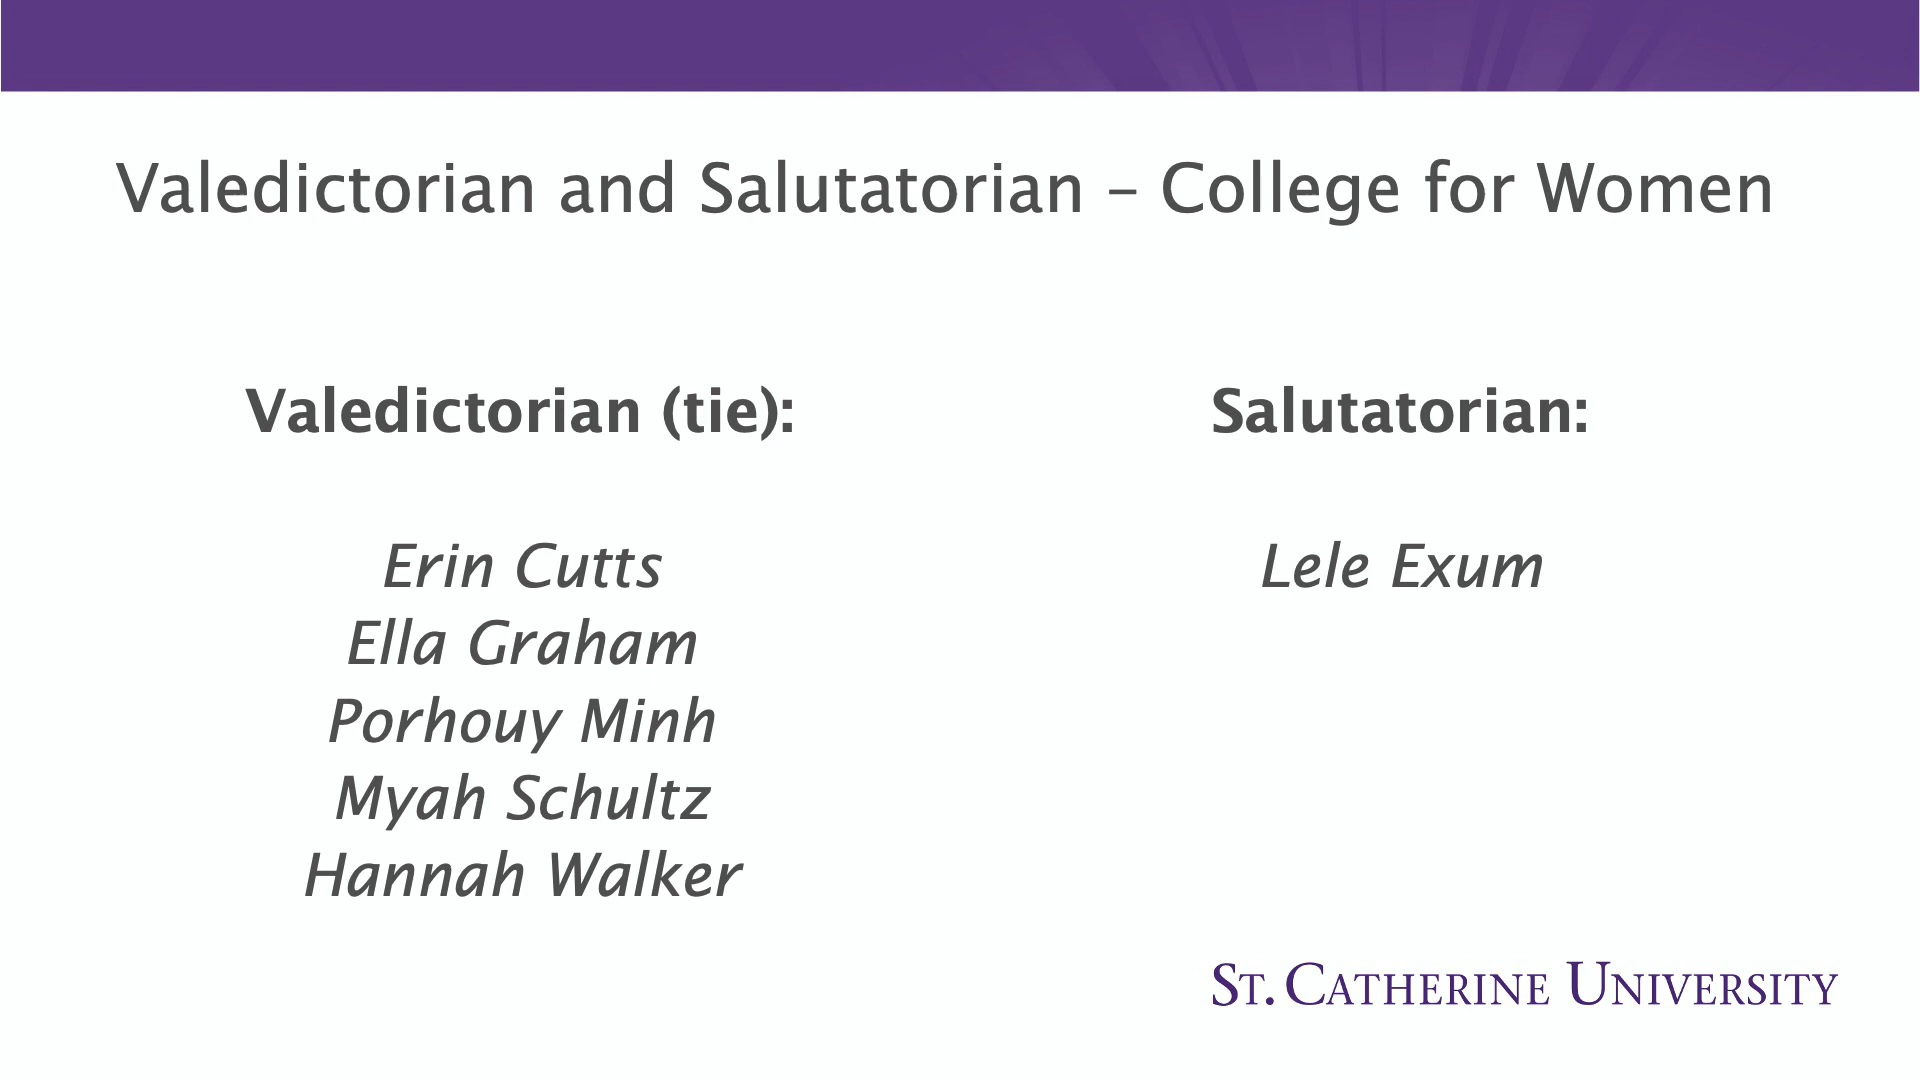 Valedictorian and Salutatorian – College for Women
Valedictorian (tie):
Erin Cutts
Ella Graham
Porhouy Minh
Myah Schultz
Hannah Walker
Salutatorian:
Lele Exum
St. Catherine University